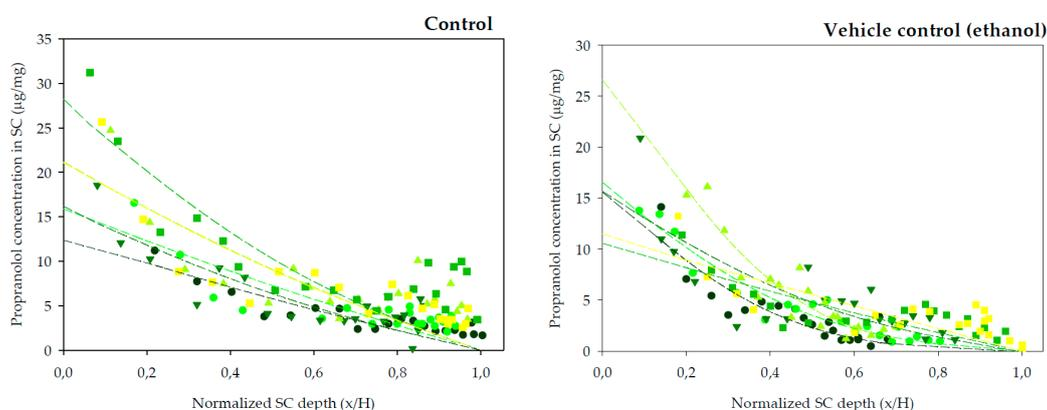 Control
Propranolol concentration in SC (µg/mg)
35
30
25
20
15
10
5
0
0,0 0,2 0,4 0,6 0,8 1,0
Normalized SC depth (x/H)
Vehicle control (ethanol)
Propranolol concentration in SC (µg/mg)
30
25
20
15
10
5
0
0,0 0,2 0,4 0,6 0,8 1,0
Normalized SC depth (x/H)